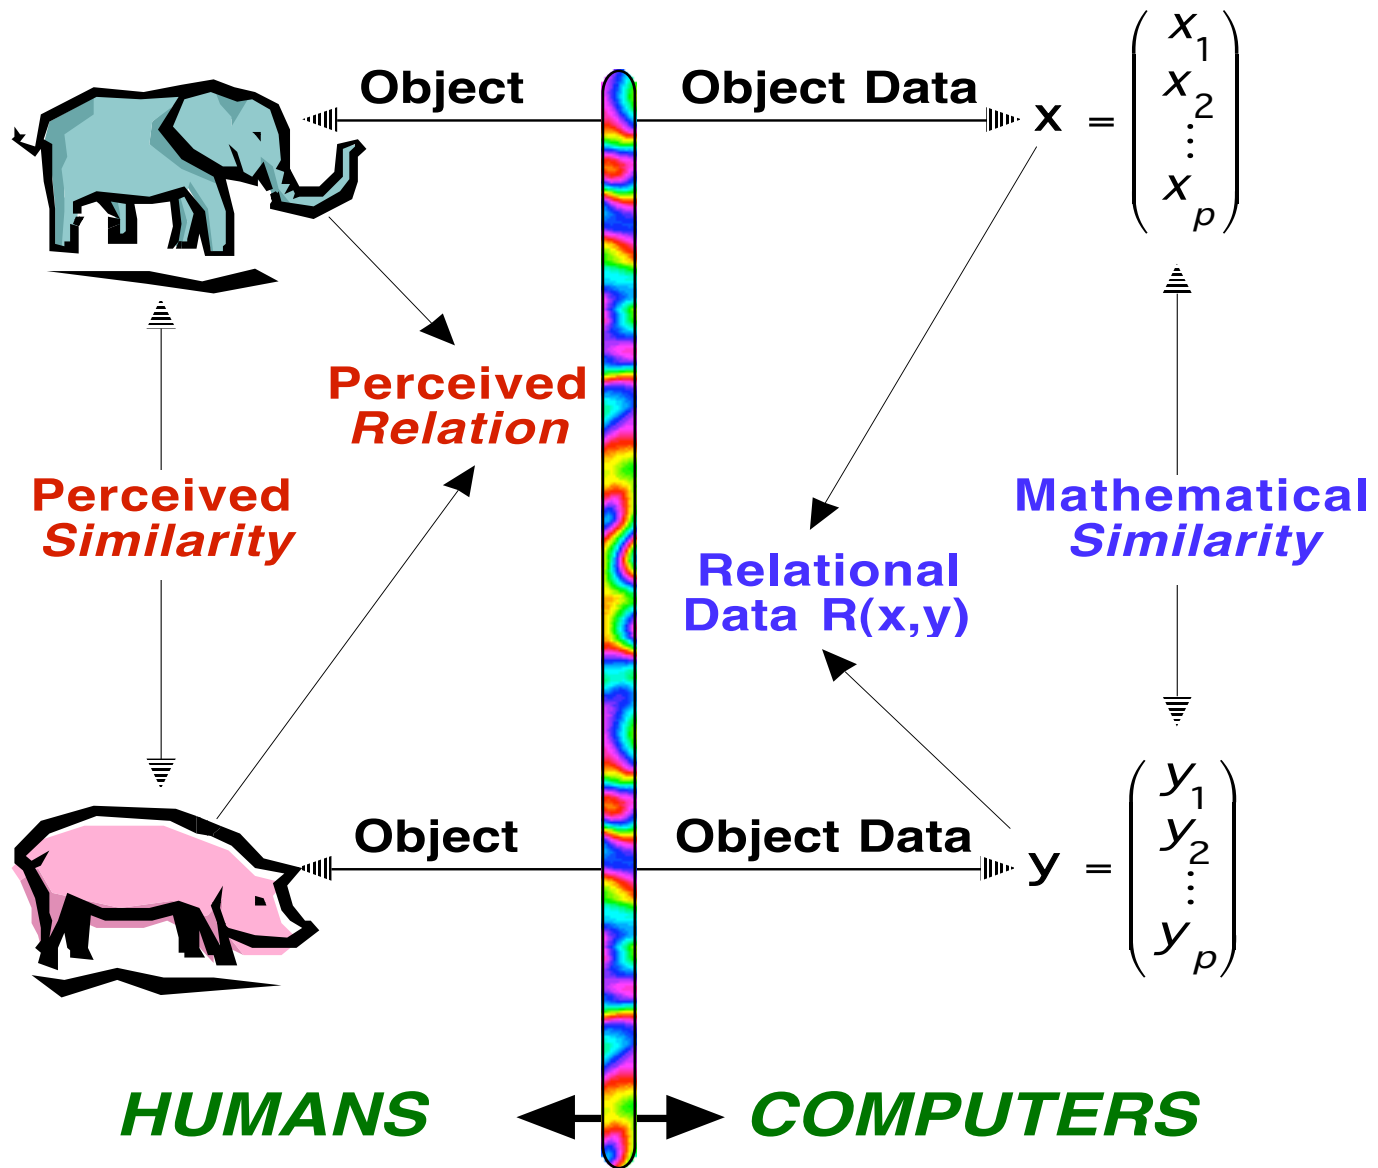 Object
Object Data
x = ( x1
x2
⋮
xp )
Perceived
Relation
Perceived
Similarity
Mathematical
Similarity
Relational
Data R(x,y)
Object
Object Data
y = ( y1
y2
⋮
yp )
HUMANS
COMPUTERS